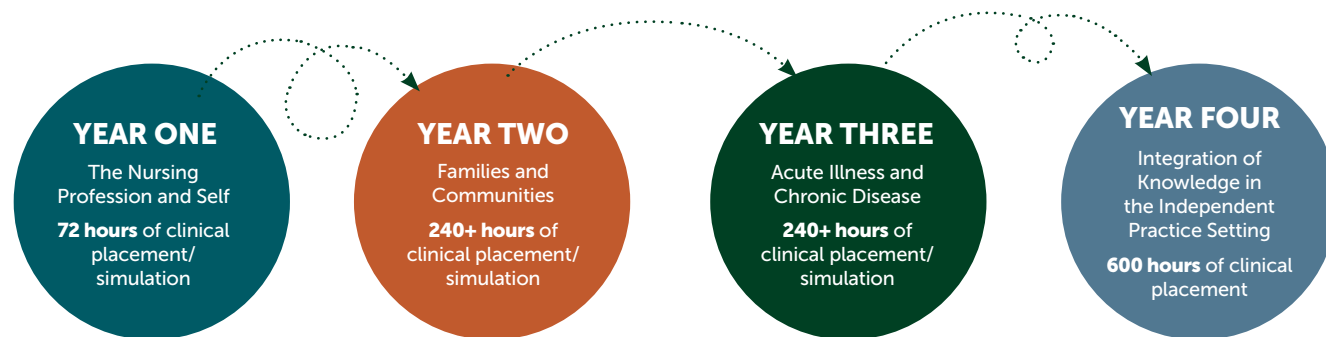 YEAR ONE
The Nursing
Profession and Self
72 hours of clinical
placement/
simulation
YEAR TWO
Families and
Communities
240+ hours of
clinical placement/
simulation
YEAR THREE
Acute Illness and
Chronic Disease
240+ hours of
clinical placement/
simulation
YEAR FOUR
Integration of
Knowledge in
the Independent
Practice Setting
600 hours of clinical
placement